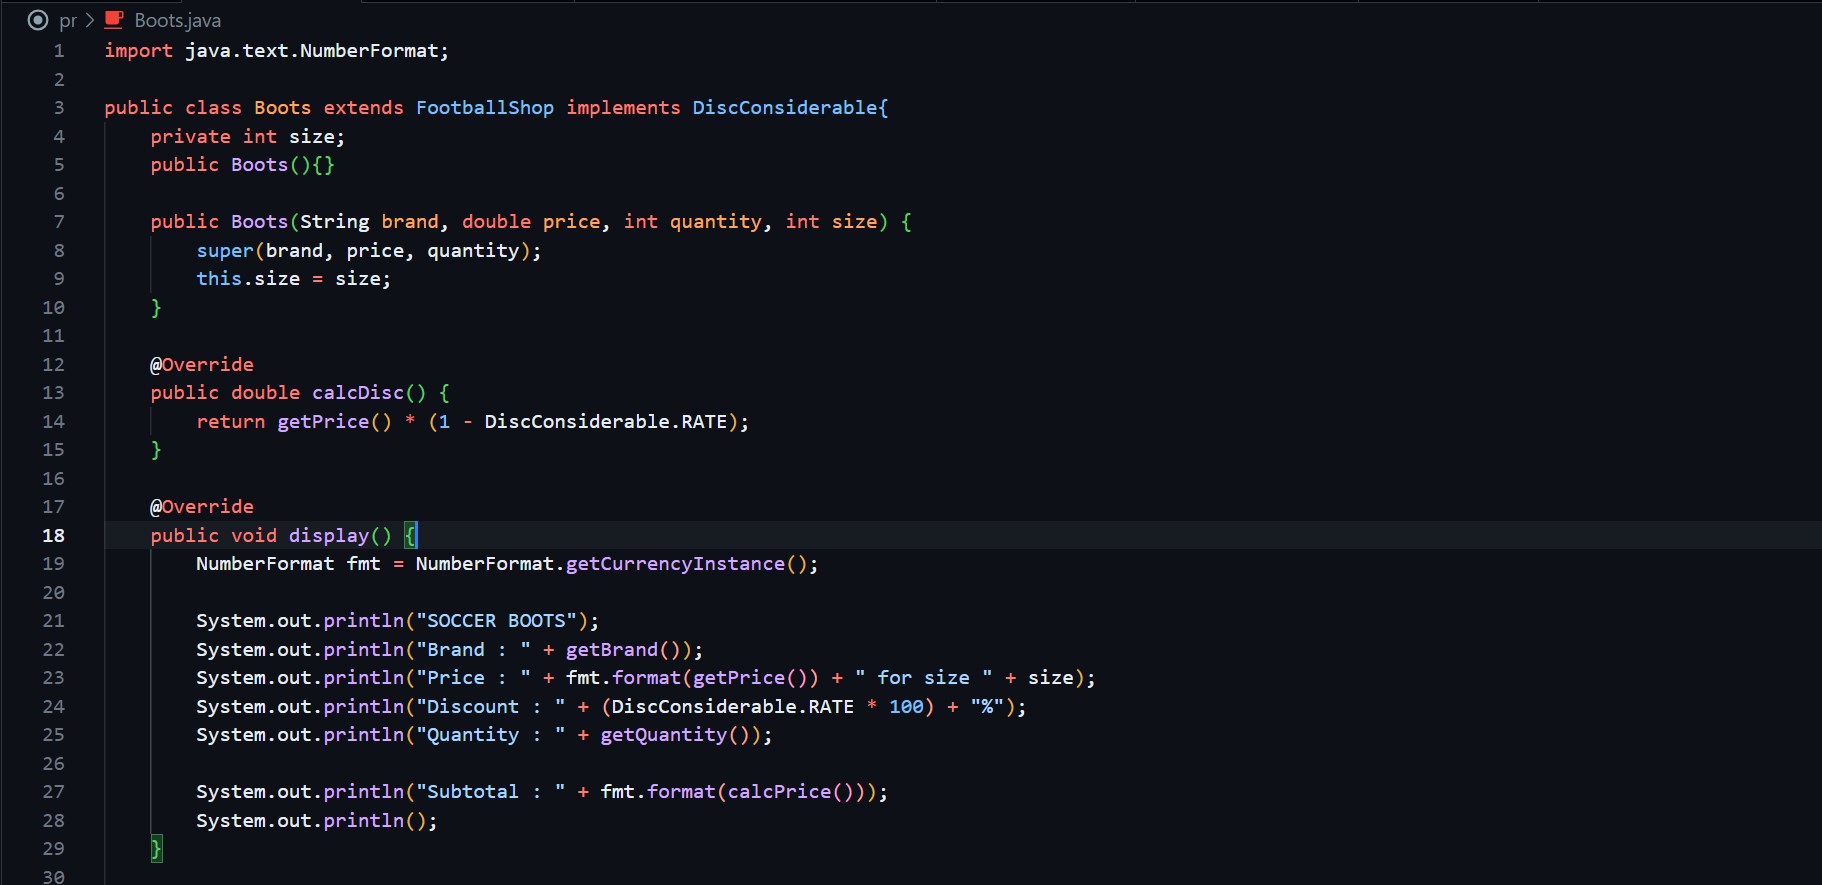 pr > Boots.java
1 import java.text.NumberFormat;
2
3 public class Boots extends FootballShop implements DiscConsiderable{
4     private int size;
5     public Boots(){}
6
7     public Boots(String brand, double price, int quantity, int size) {
8         super(brand, price, quantity);
9         this.size = size;
10     }
11
12     @Override
13     public double calcDisc() {
14         return getPrice() * (1 - DiscConsiderable.RATE);
15     }
16
17     @Override
18     public void display() {
19         NumberFormat fmt = NumberFormat.getCurrencyInstance();
20
21         System.out.println("SOCCER BOOTS");
22         System.out.println("Brand : " + getBrand());
23         System.out.println("Price : " + fmt.format(getPrice()) + " for size " + size);
24         System.out.println("Discount : " + (DiscConsiderable.RATE * 100) + "%");
25         System.out.println("Quantity : " + getQuantity());
26
27         System.out.println("Subtotal : " + fmt.format(calcPrice()));
28         System.out.println();
29     }
30